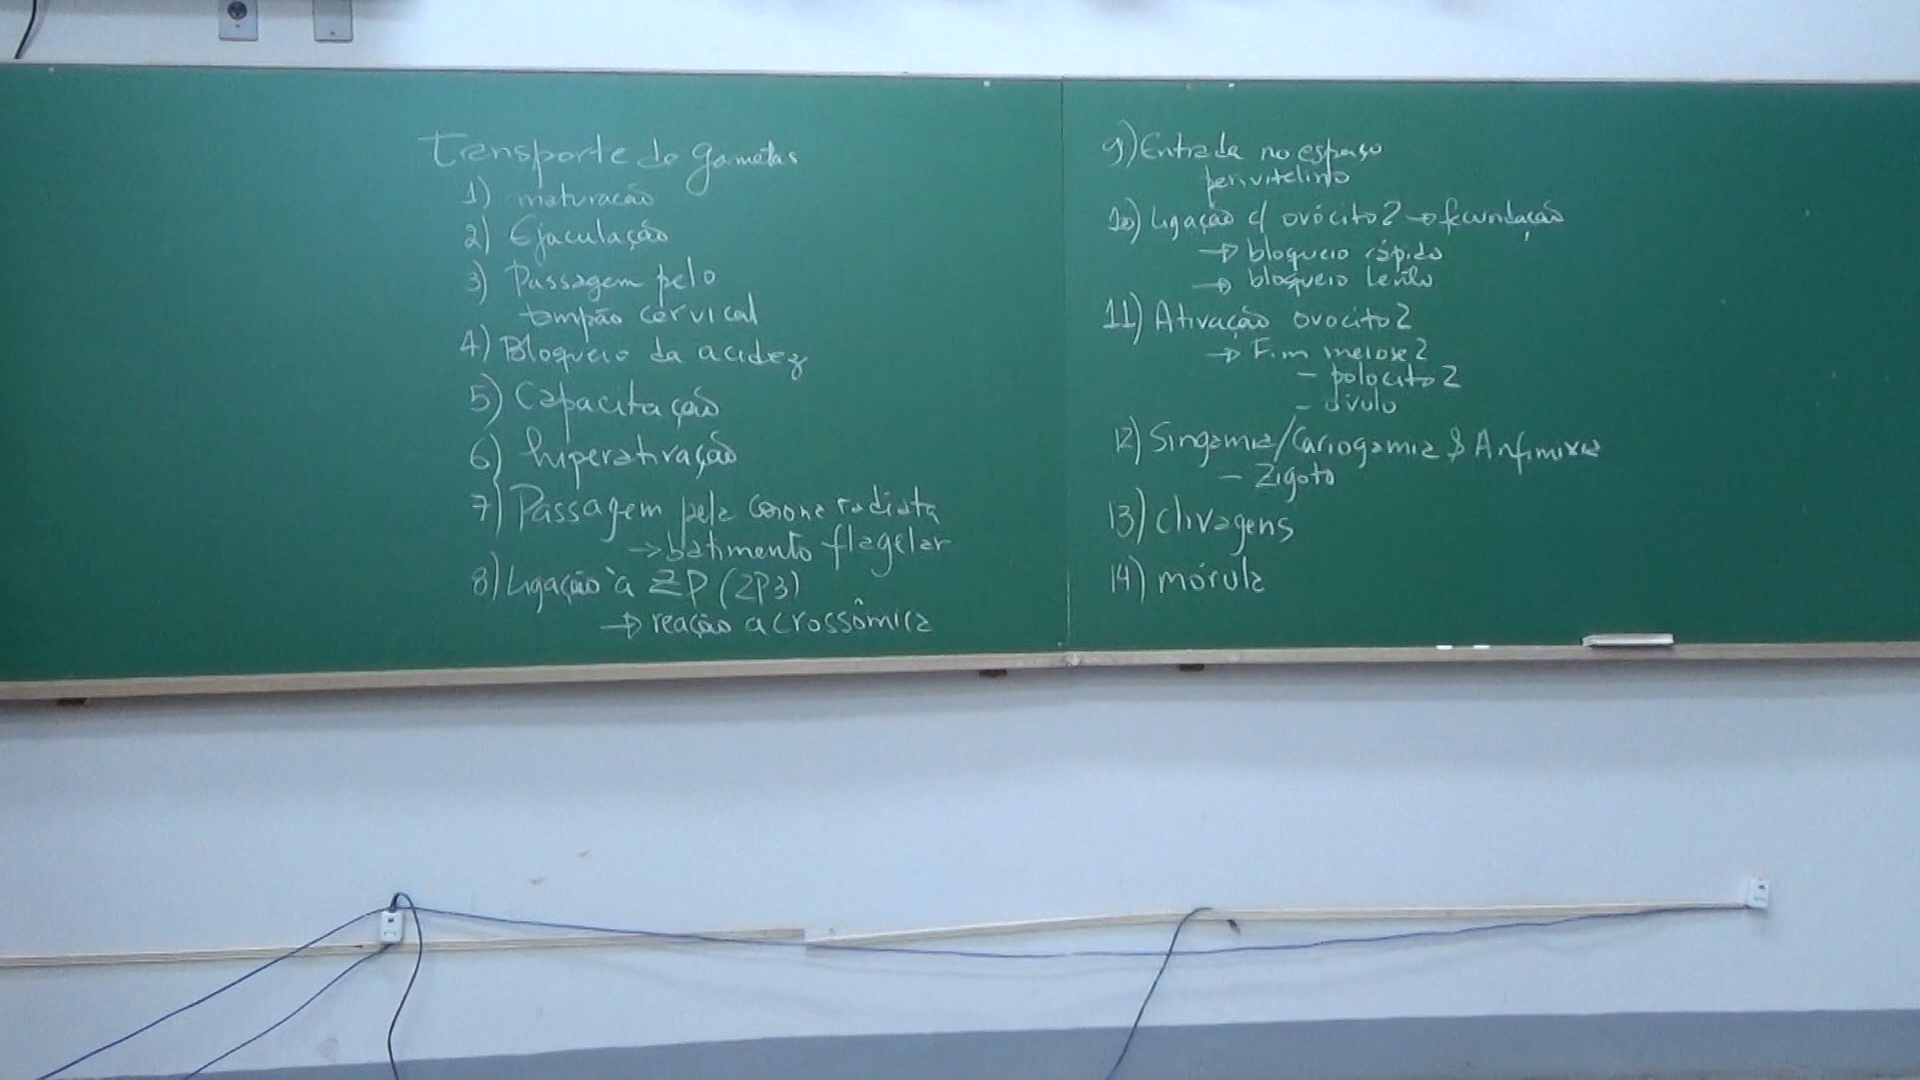 Transporte de gametas
1) maturação
2) Ejaculação
3) Passagem pelo
tampão cervical
4) Bloqueio da acidez
5) Capacitação
6) hiperativação
7) Passagem pela corona radiata
→ batimento flagelar
8) Ligação à ZP (ZP3)
→ reação acrossômica
9) Entrada no espaço
perivitelino
10) Ligação c/ ovócito 2 → fecundação
→ bloqueio rápido
→ bloqueio lento
11) Ativação ovocito 2
→ Fim meiose 2
- polocito 2
- óvulo
12) Singamia/Cariogamia & Anfimixia
- Zigoto
13) Clivagens
14) mórula